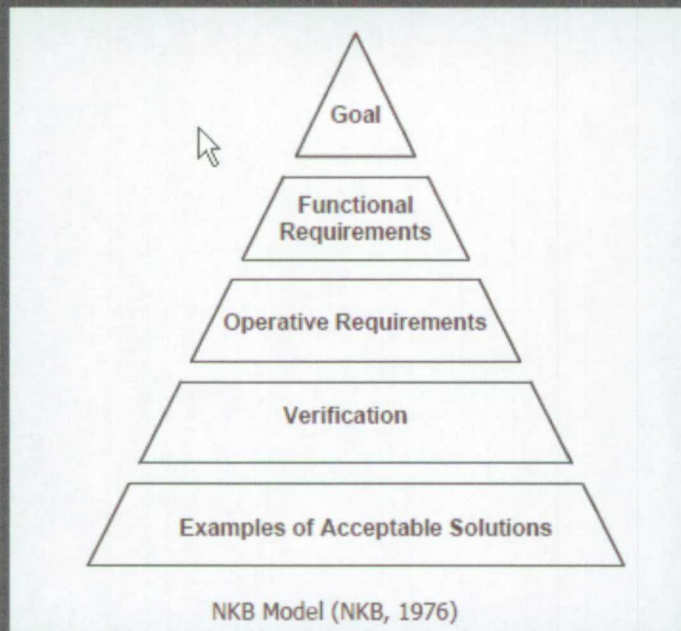 Goal
Functional
Requirements
Operative Requirements
Verification
Examples of Acceptable Solutions
NKB Model (NKB, 1976)